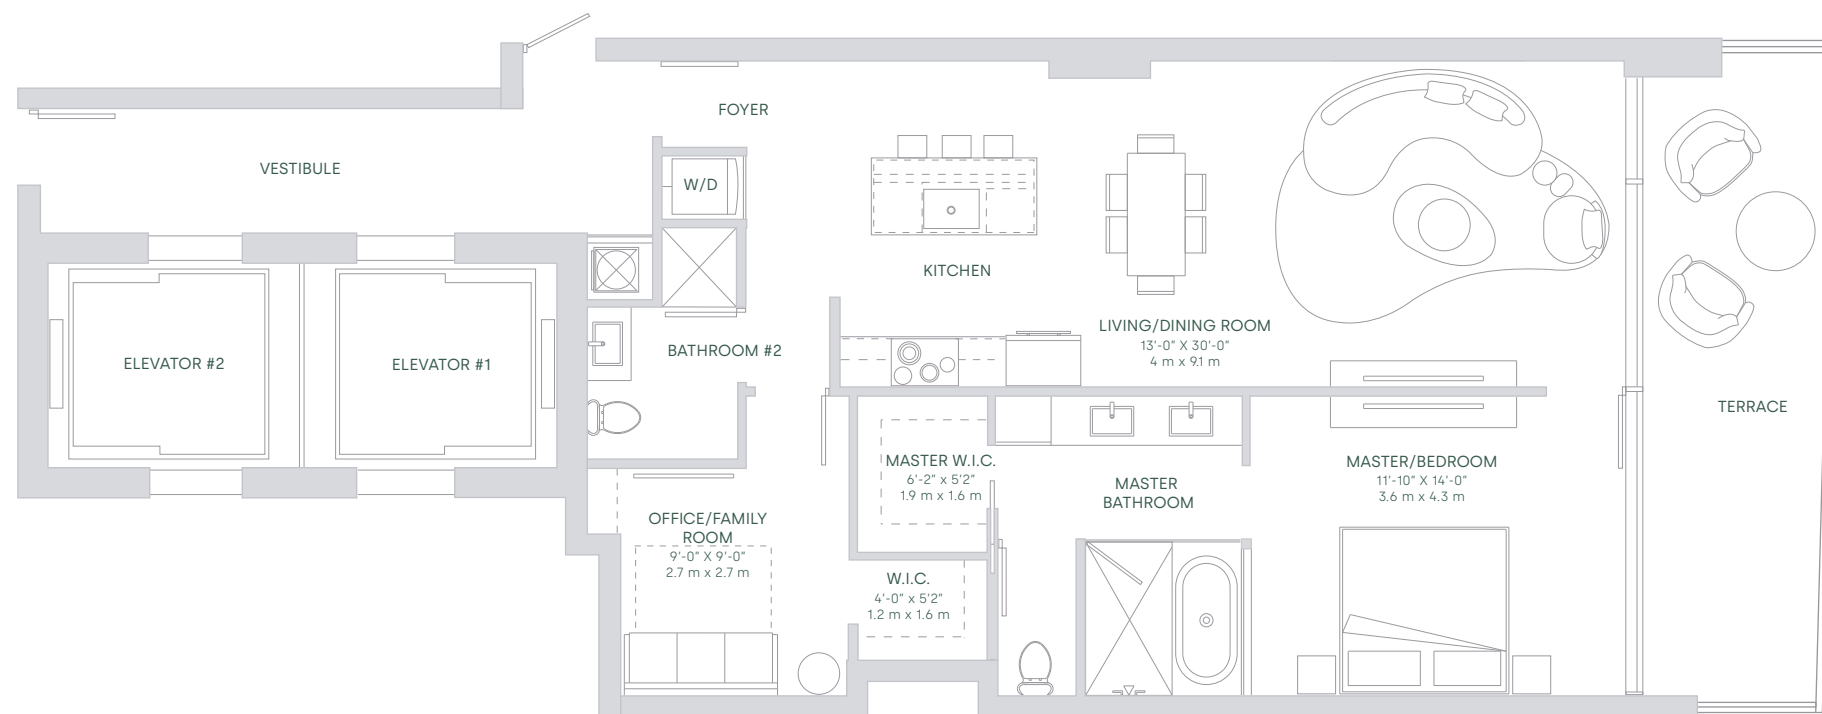 FOYER
VESTIBULE
W/D
KITCHEN
LIVING/DINING ROOM
13'-0" X 30'-0"
4 m x 9.1 m
BATHROOM #2
ELEVATOR #2
ELEVATOR #1
TERRACE
MASTER W.I.C.
6'-2" x 5'2"
1.9 m x 1.6 m
MASTER/BEDROOM
11'-10" X 14'-0"
3.6 m x 4.3 m
MASTER
BATHROOM
OFFICE/FAMILY
ROOM
9'-0" X 9'-0"
2.7 m x 2.7 m
W.I.C.
4'-0" x 5'2"
1.2 m x 1.6 m